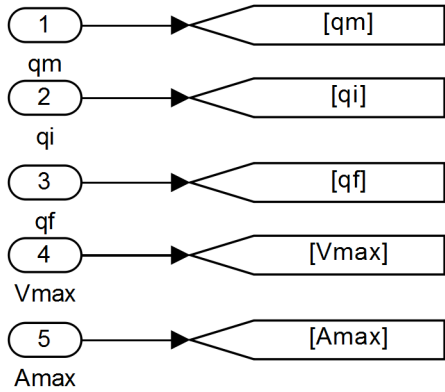 1 [qm]
qm
2 [qi]
qi
3 [qf]
qf
4 [Vmax]
Vmax
5 [Amax]
Amax